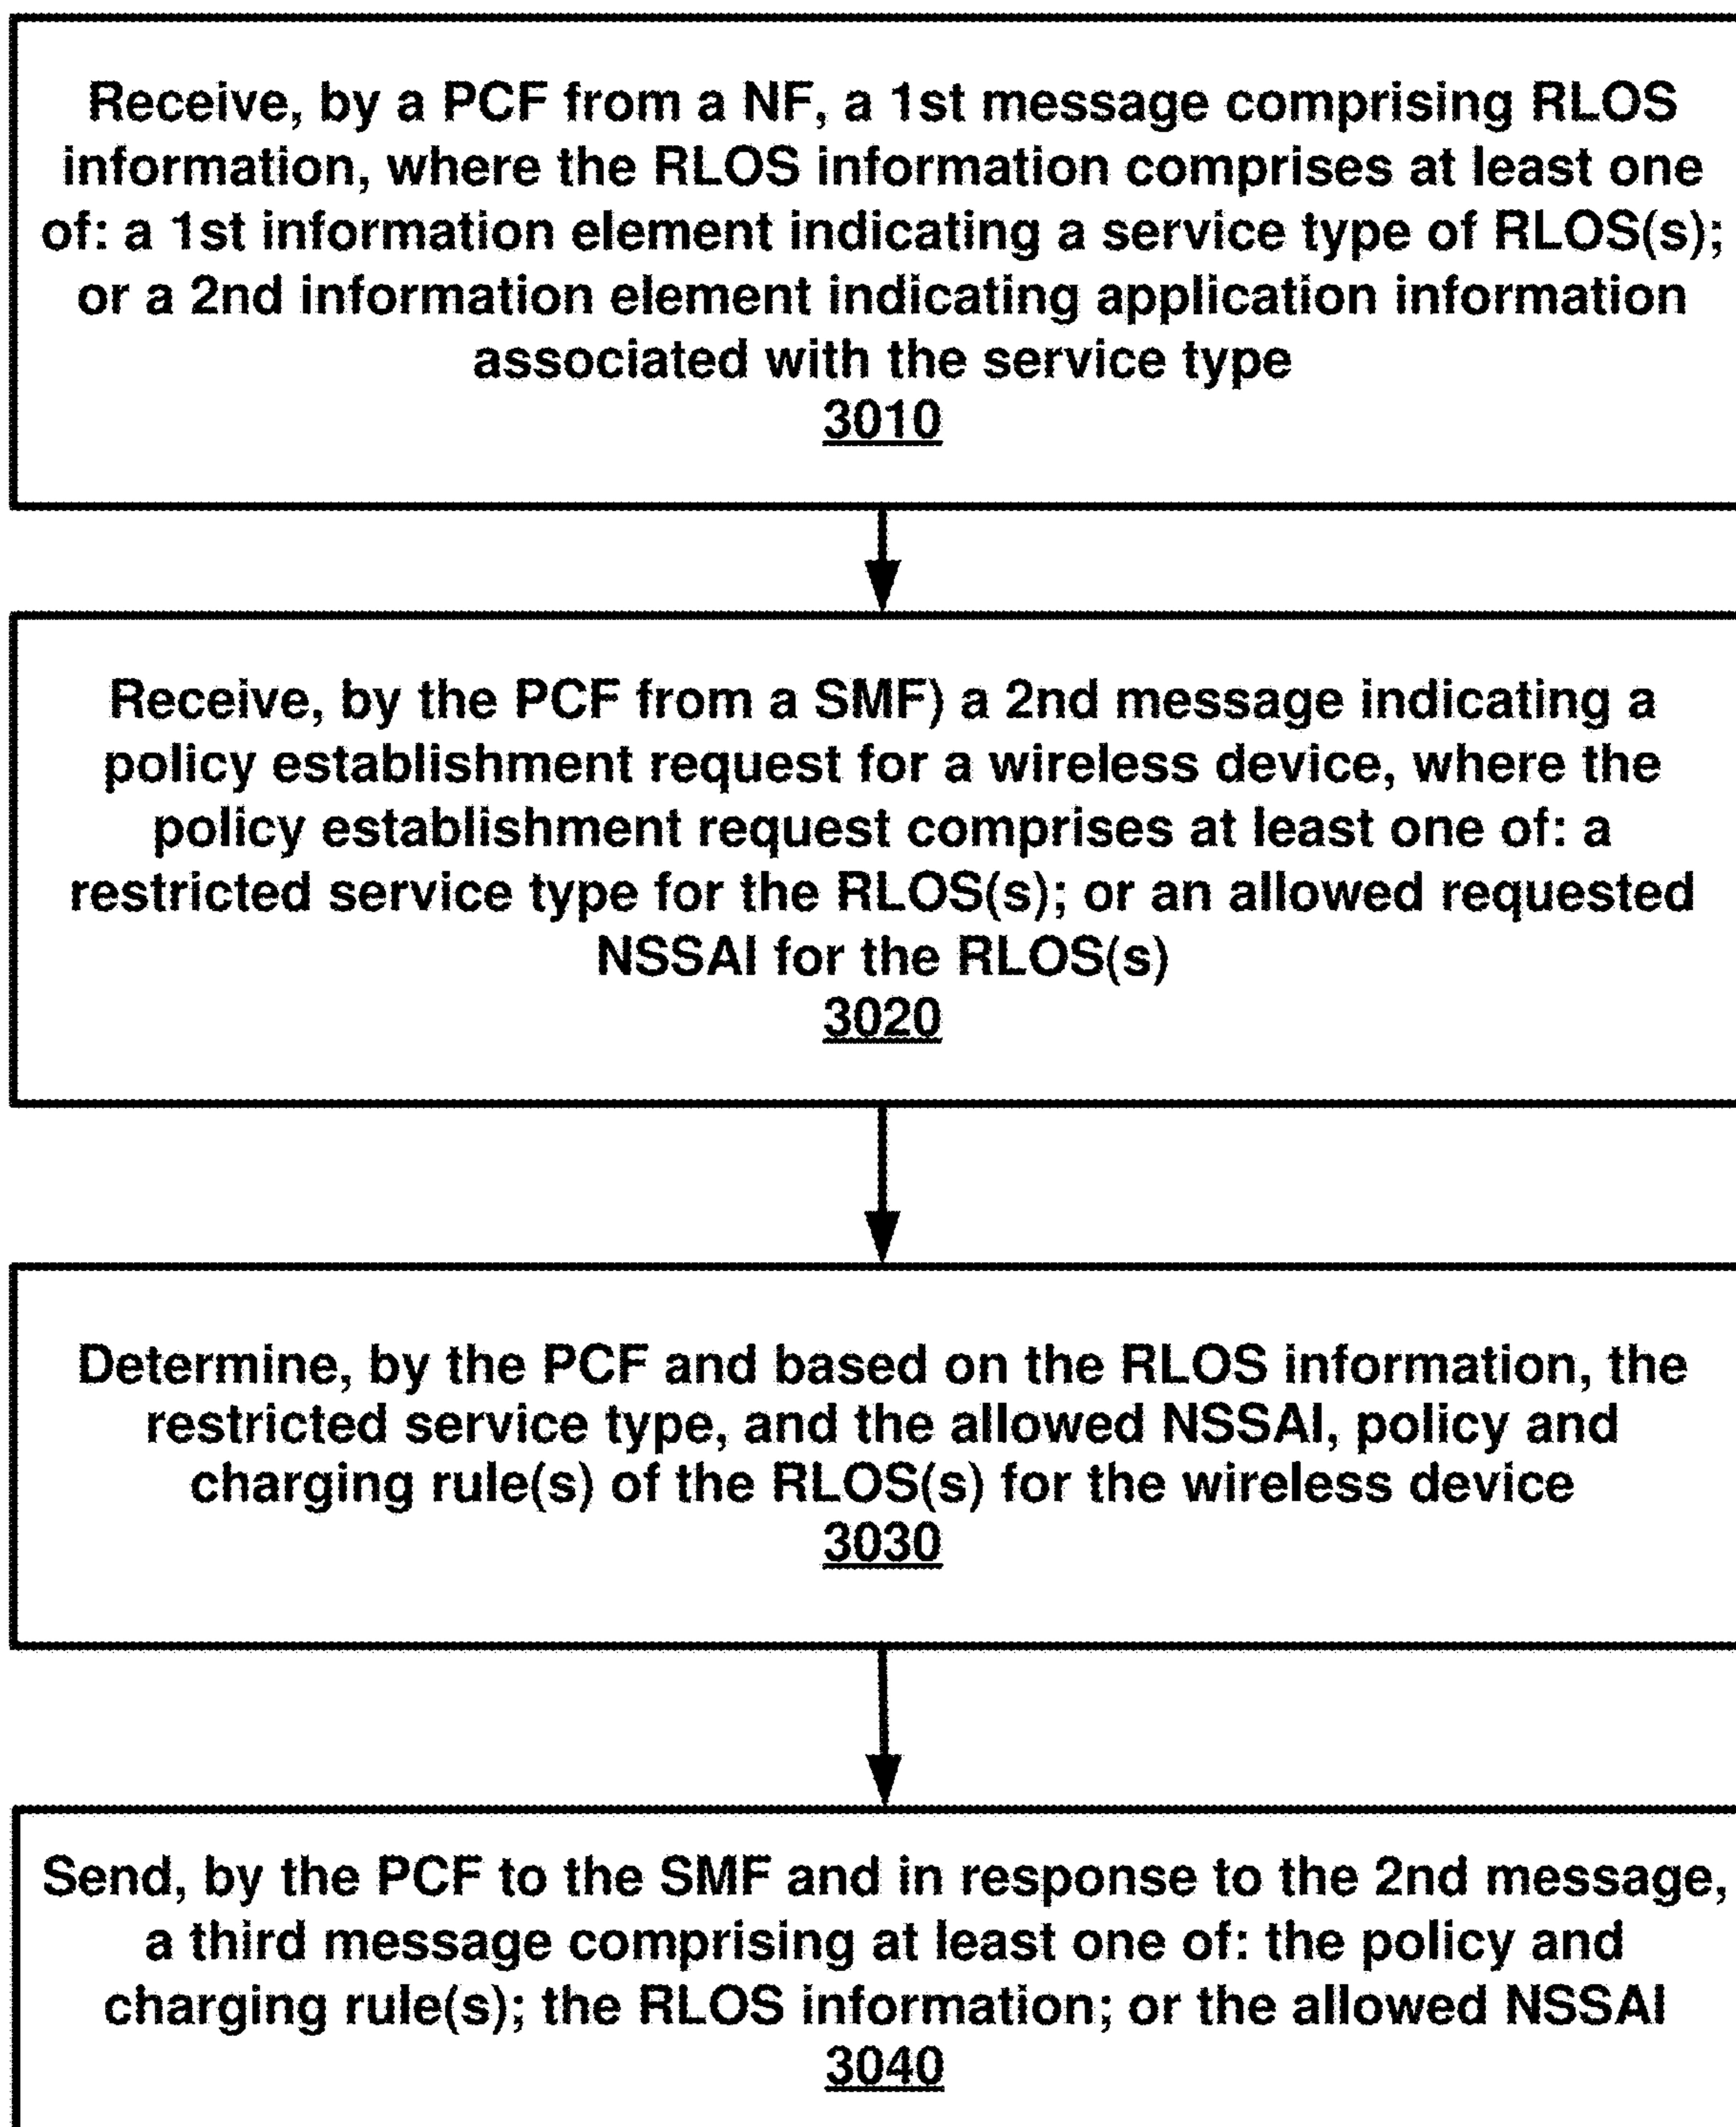 Receive, by a PCF from a NF, a 1st message comprising RLOS
information, where the RLOS information comprises at least one
of: a 1st information element indicating a service type of RLOS(s);
or a 2nd information element indicating application information
associated with the service type
3010
Receive, by the PCF from a SMF) a 2nd message indicating a
policy establishment request for a wireless device, where the
policy establishment request comprises at least one of: a
restricted service type for the RLOS(s); or an allowed requested
NSSAI for the RLOS(s)
3020
Determine, by the PCF and based on the RLOS information, the
restricted service type, and the allowed NSSAI, policy and
charging rule(s) of the RLOS(s) for the wireless device
3030
Send, by the PCF to the SMF and in response to the 2nd message,
a third message comprising at least one of: the policy and
charging rule(s); the RLOS information; or the allowed NSSAI
3040